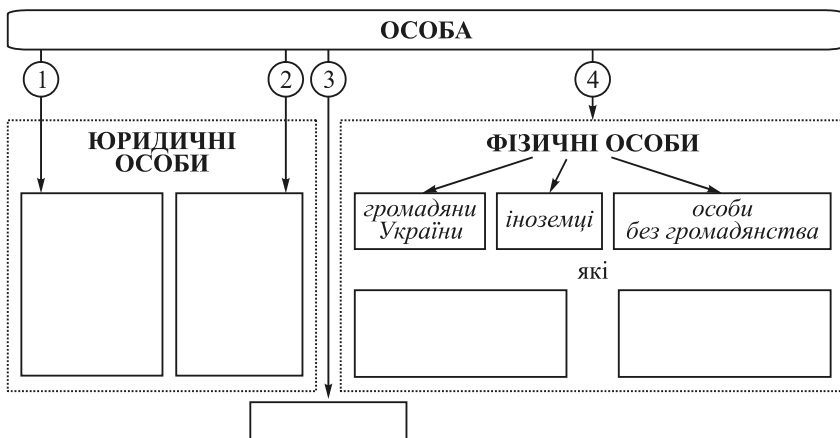 ОСОБА
1
2
3
4
ЮРИДИЧНІ
ОСОБИ
ФІЗИЧНІ ОСОБИ
громадяни
України
іноземці
особи
без громадянства
які